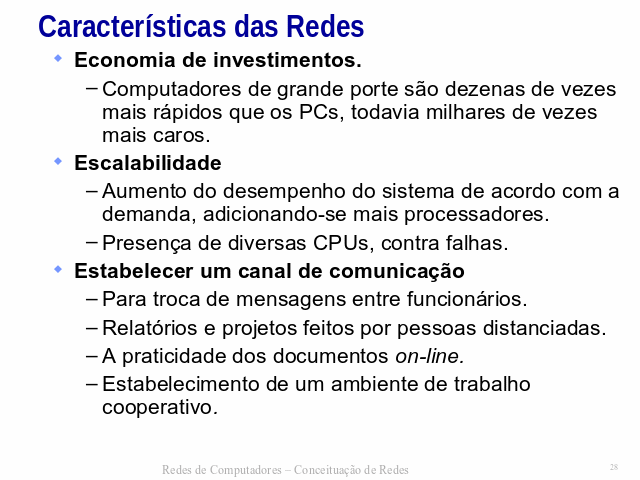 Características das Redes
Economia de investimentos.
– Computadores de grande porte são dezenas de vezes
mais rápidos que os PCs, todavia milhares de vezes
mais caros.
Escalabilidade
– Aumento do desempenho do sistema de acordo com a
demanda, adicionando-se mais processadores.
– Presença de diversas CPUs, contra falhas.
Estabelecer um canal de comunicação
– Para troca de mensagens entre funcionários.
– Relatórios e projetos feitos por pessoas distanciadas.
– A praticidade dos documentos on-line.
– Estabelecimento de um ambiente de trabalho
cooperativo.
Redes de Computadores – Conceituação de Redes
28